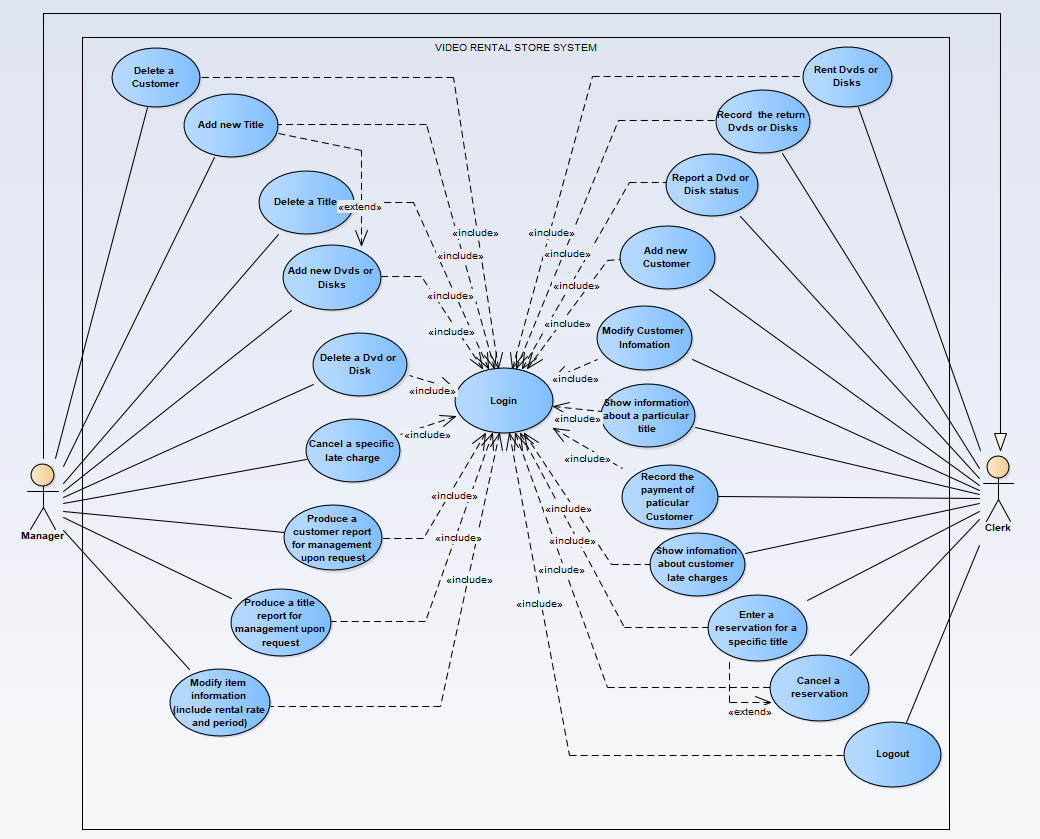 VIDEO RENTAL STORE SYSTEM
Delete a
Customer
Add new Title
Delete a Title
«extend»
Add new Dvds or
Disks
Delete a Dvd or
Disk
Cancel a specific
late charge
Produce a
customer report
for management
upon request
Produce a title
report for
management upon
request
Modify item
information
(include rental rate
and period)
Manager
«include»
«include»
«include»
«include»
«include»
«include»
«include»
«include»
«include»
Login
«include»
«include»
«include»
«include»
«include»
«include»
«include»
«include»
«include»
«include»
«include»
Rent Dvds or
Disks
Record  the return
Dvds or Disks
Report a Dvd or
Disk status
Add new
Customer
Modify Customer
Infomation
Show information
about a particular
title
Record the
payment of
paticular
Customer
Show infomation
about customer
late charges
Enter a
reservation for a
specific title
Cancel a
reservation
«extend»
Logout
Clerk